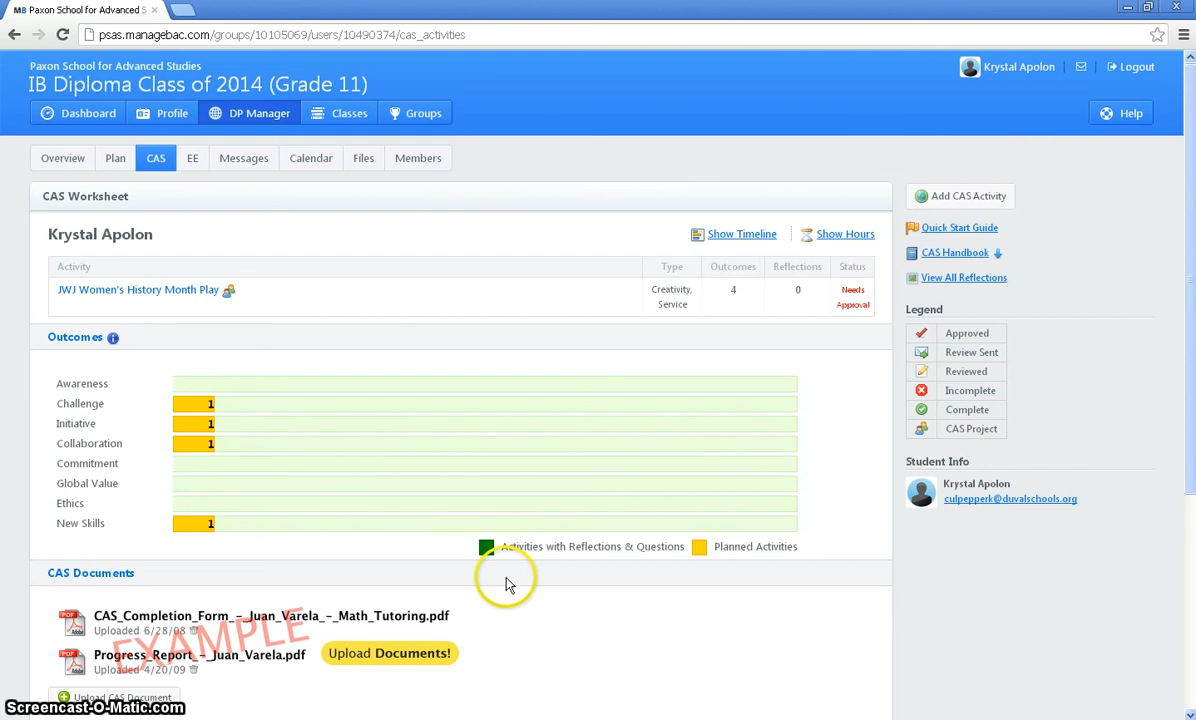 MB Paxon School for Advanced S
psas.managebac.com/groups/10105069/users/10490374/cas_activities
Paxon School for Advanced Studies
IB Diploma Class of 2014 (Grade 11)
Krystal Apolon
Logout
Dashboard
Profile
DP Manager
Classes
Groups
Help
Overview
Plan
CAS
EE
Messages
Calendar
Files
Members
CAS Worksheet
Krystal Apolon
Show Timeline
Show Hours
Activity Type Outcomes Reflections Status
JWJ Women's History Month Play Creativity, 4 0 Needs
Service Approval
Outcomes
Awareness
Challenge 1
Initiative 1
Collaboration 1
Commitment
Global Value
Ethics
New Skills 1
Activities with Reflections & Questions Planned Activities
CAS Documents
CAS_Completion_Form_-_Juan_Varela_-_Math_Tutoring.pdf
Uploaded 6/28/08
Progress_Report_-_Juan_Varela.pdf
Uploaded 4/20/09
EXAMPLE
Upload Documents!
Upload CAS Document
Add CAS Activity
Quick Start Guide
CAS Handbook
View All Reflections
Legend
Approved
Review Sent
Reviewed
Incomplete
Complete
CAS Project
Student Info
Krystal Apolon
culpepperk@duvalschools.org
Screencast-O-Matic.com